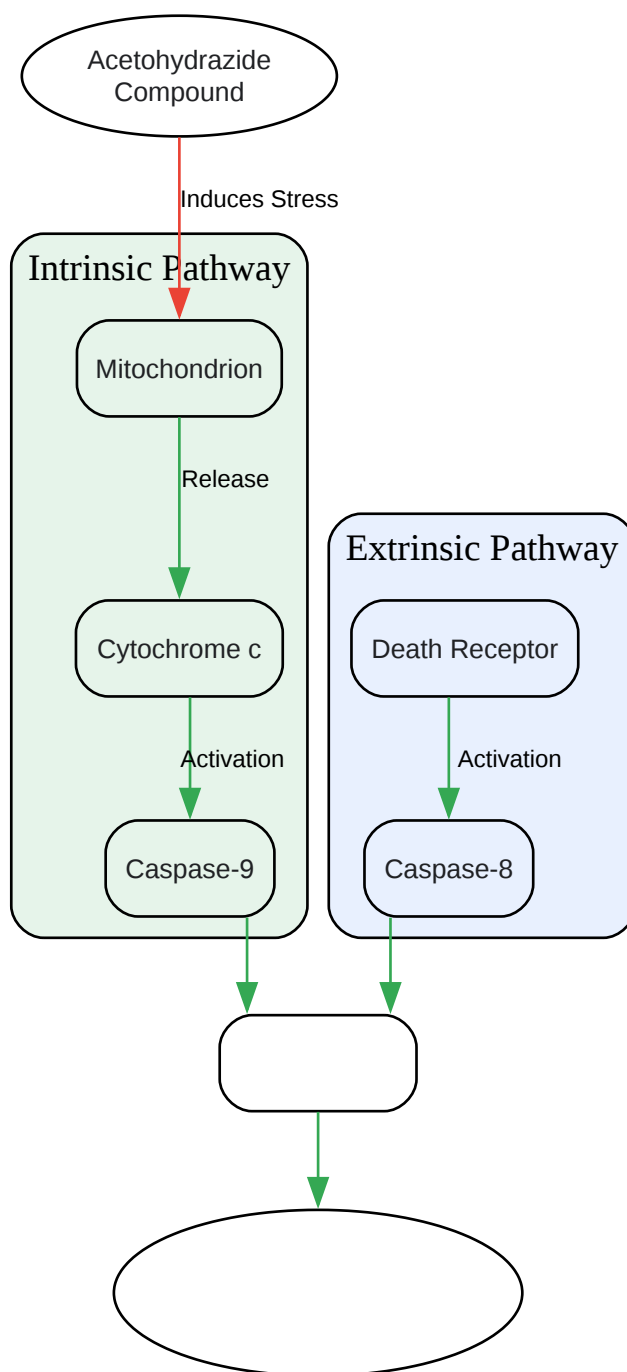 Acetohydrazide
Compound
Induces Stress
Intrinsic Pathway
Mitochondrion
Release
Extrinsic Pathway
Cytochrome c
Death Receptor
Activation
Activation
Caspase-9
Caspase-8